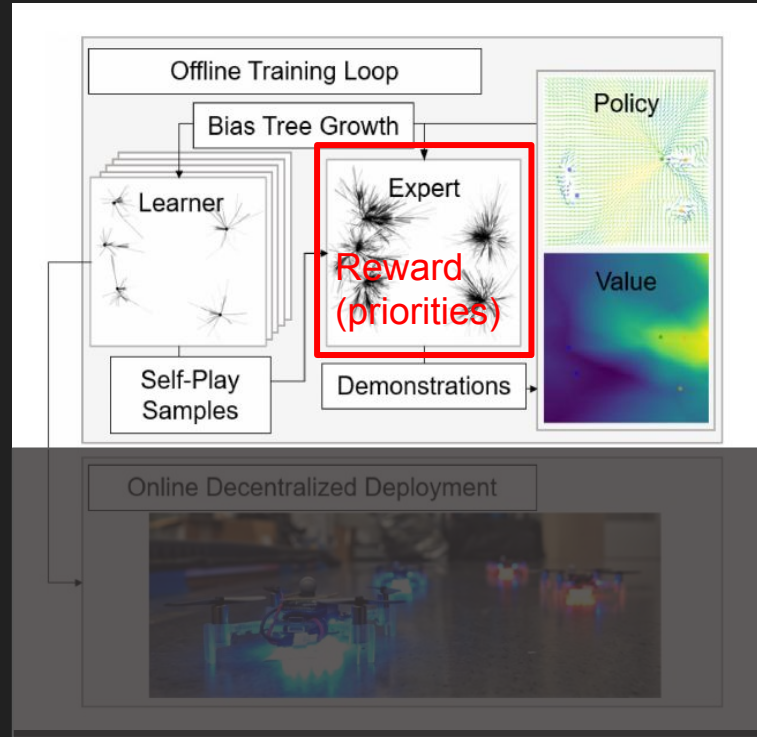 Offline Training Loop
Policy
Bias Tree Growth
Learner
Expert
Reward
(priorities)
Value
Self-Play
Samples
Demonstrations
Online Decentralized Deployment